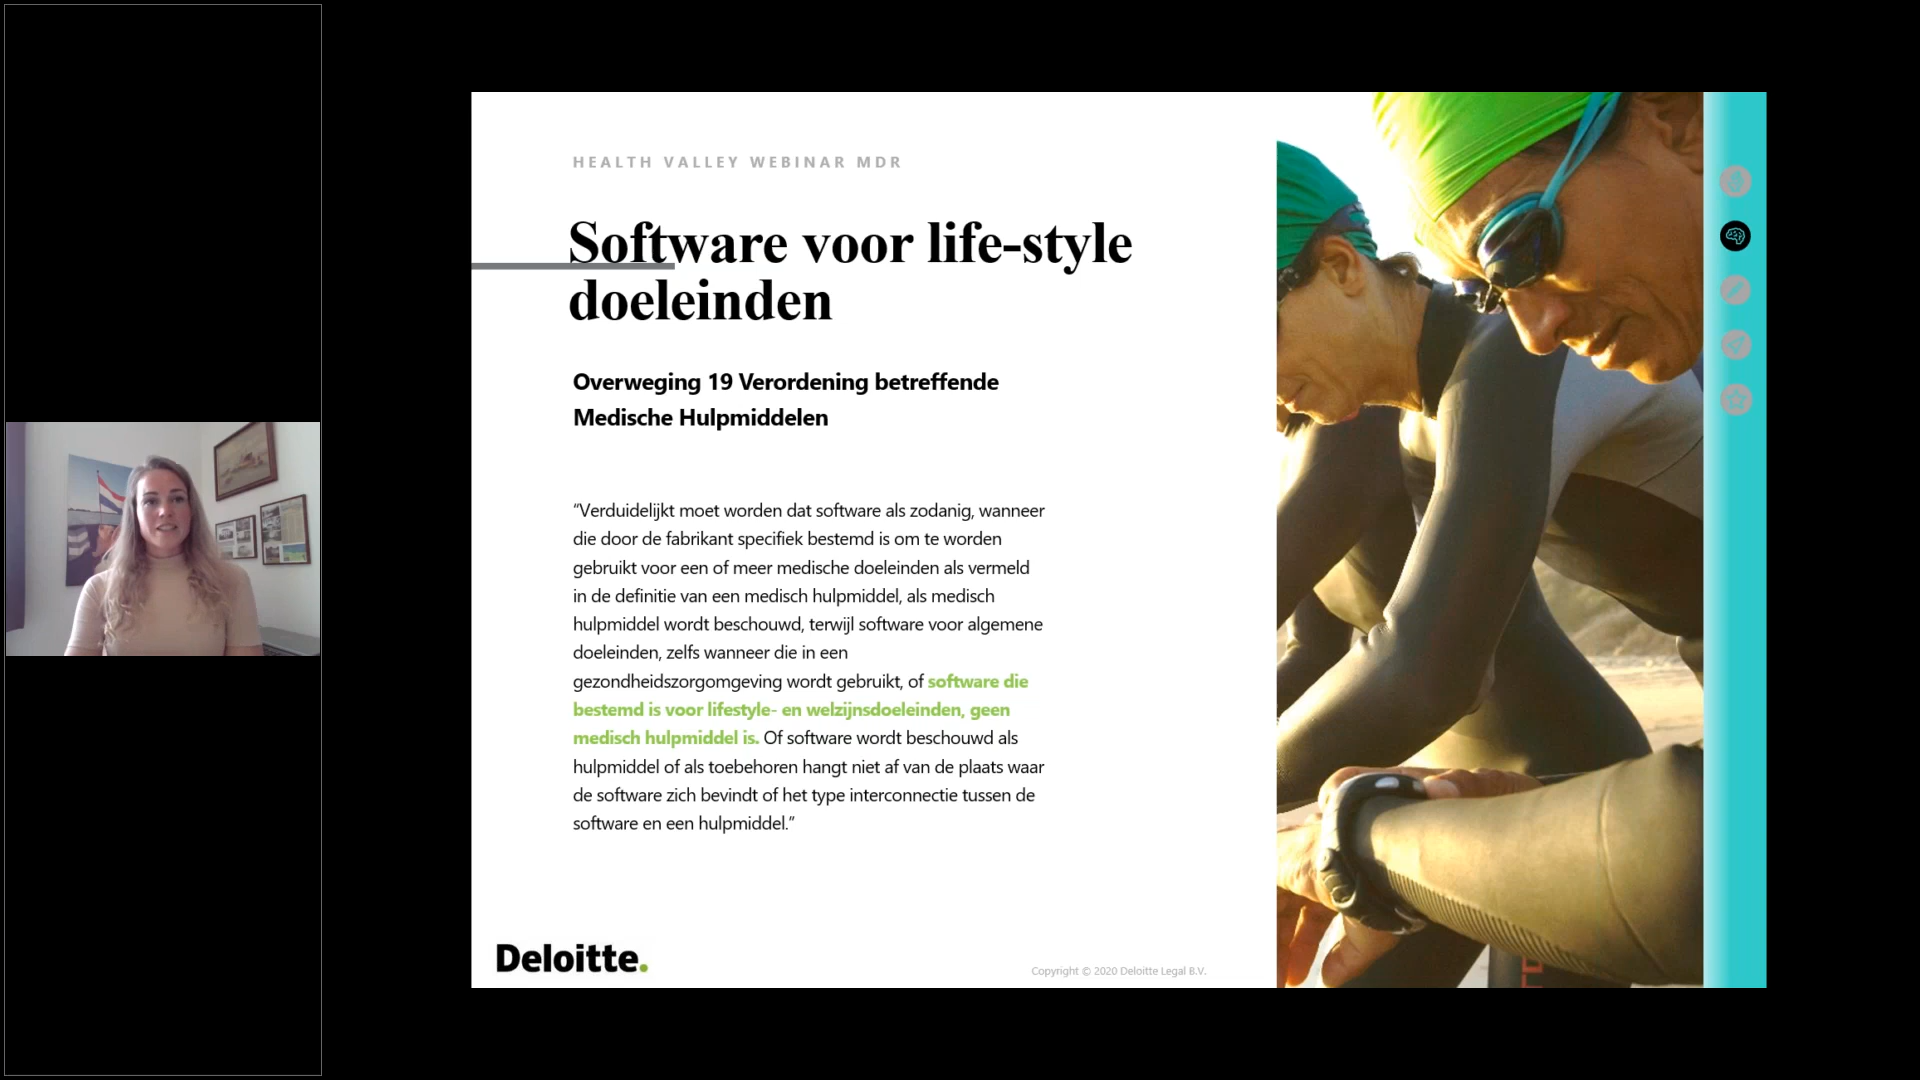 HEALTH VALLEY WEBINAR MDR
Software voor life-style
doeleinden
Overweging 19 Verordening betreffende
Medische Hulpmiddelen
“Verduidelijkt moet worden dat software als zodanig, wanneer
die door de fabrikant specifiek bestemd is om te worden
gebruikt voor een of meer medische doeleinden als vermeld
in de definitie van een medisch hulpmiddel, als medisch
hulpmiddel wordt beschouwd, terwijl software voor algemene
doeleinden, zelfs wanneer die in een
gezondheidszorgomgeving wordt gebruikt, of software die
bestemd is voor lifestyle- en welzijnsdoeleinden, geen
medisch hulpmiddel is. Of software wordt beschouwd als
hulpmiddel of als toebehoren hangt niet af van de plaats waar
de software zich bevindt of het type interconnectie tussen de
software en een hulpmiddel.”
Deloitte.
Copyright © 2020 Deloitte Legal B.V.